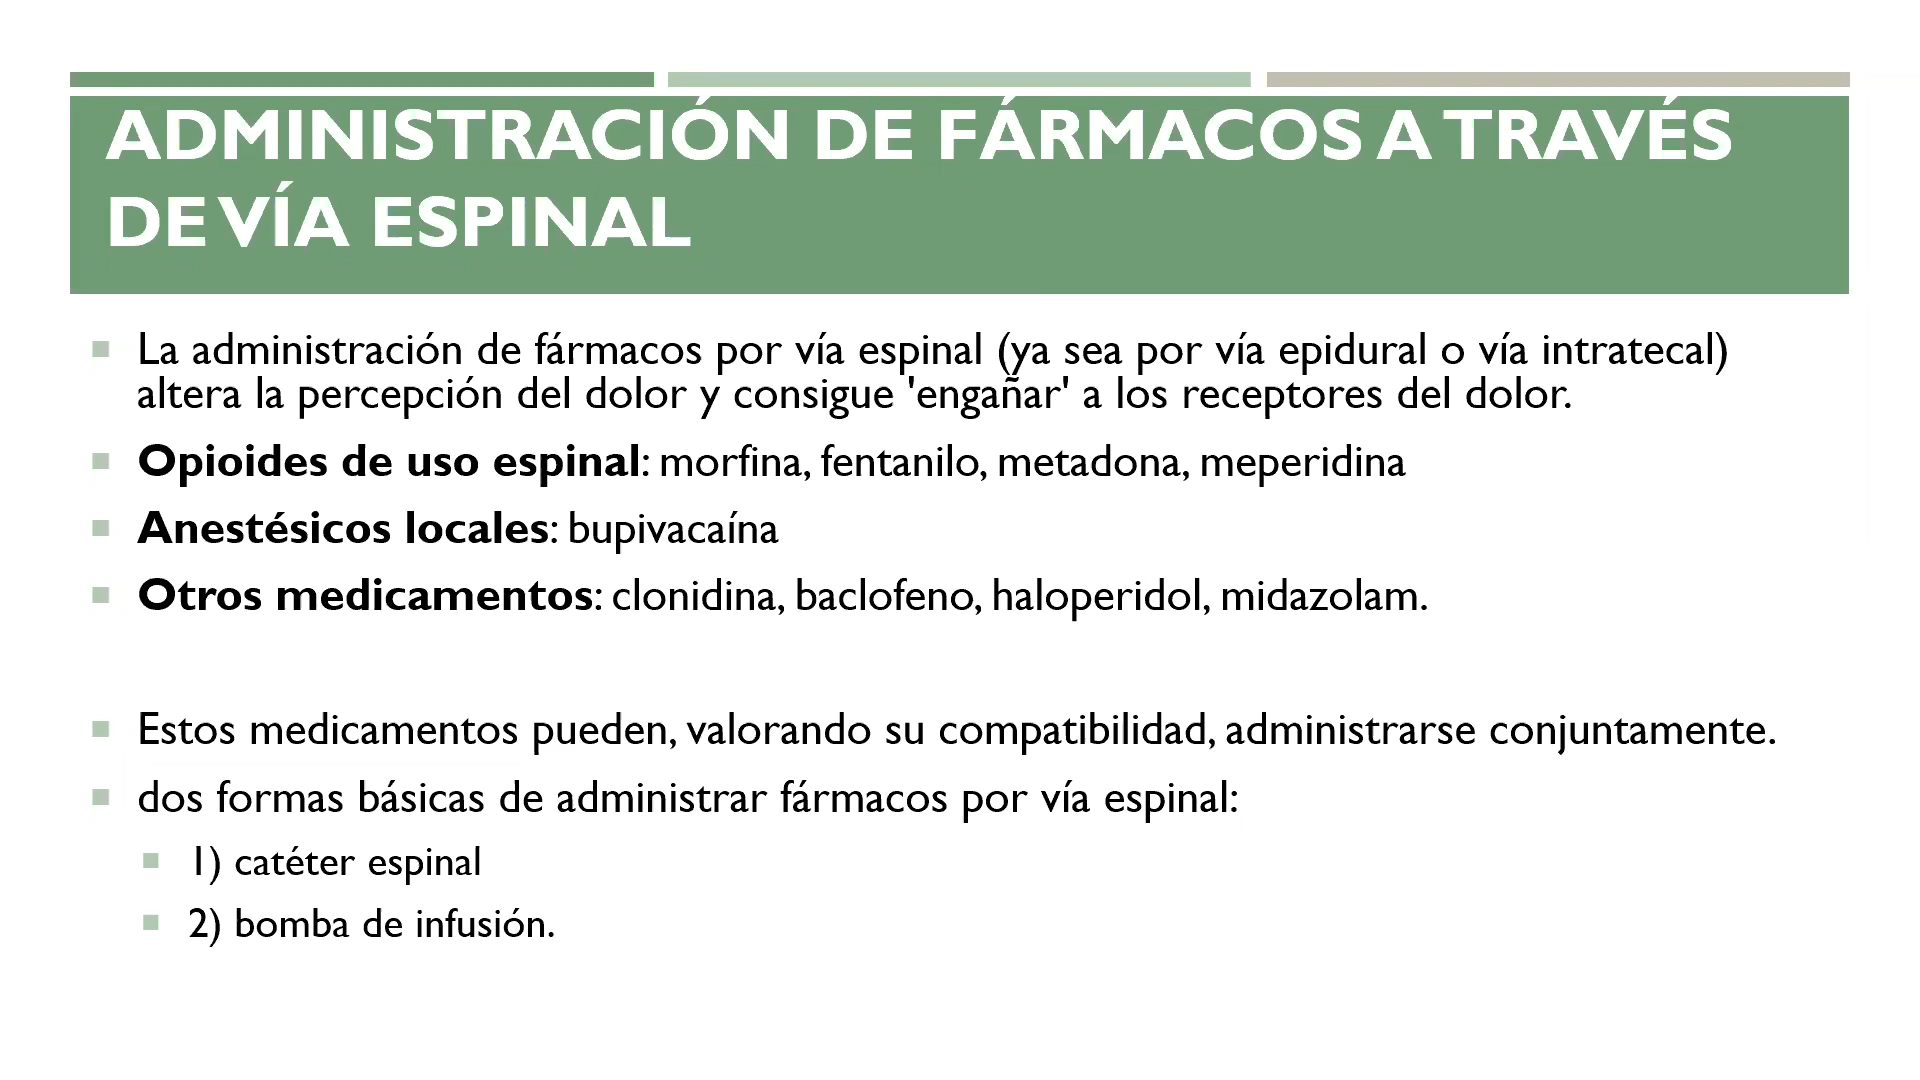 ADMINISTRACIÓN DE FÁRMACOS A TRAVÉS
DE VÍA ESPINAL
La administración de fármacos por vía espinal (ya sea por vía epidural o vía intratecal)
altera la percepción del dolor y consigue 'engañar' a los receptores del dolor.
Opioides de uso espinal: morfina, fentanilo, metadona, meperidina
Anestésicos locales: bupivacaína
Otros medicamentos: clonidina, baclofeno, haloperidol, midazolam.
Estos medicamentos pueden, valorando su compatibilidad, administrarse conjuntamente.
dos formas básicas de administrar fármacos por vía espinal:
1) catéter espinal
2) bomba de infusión.